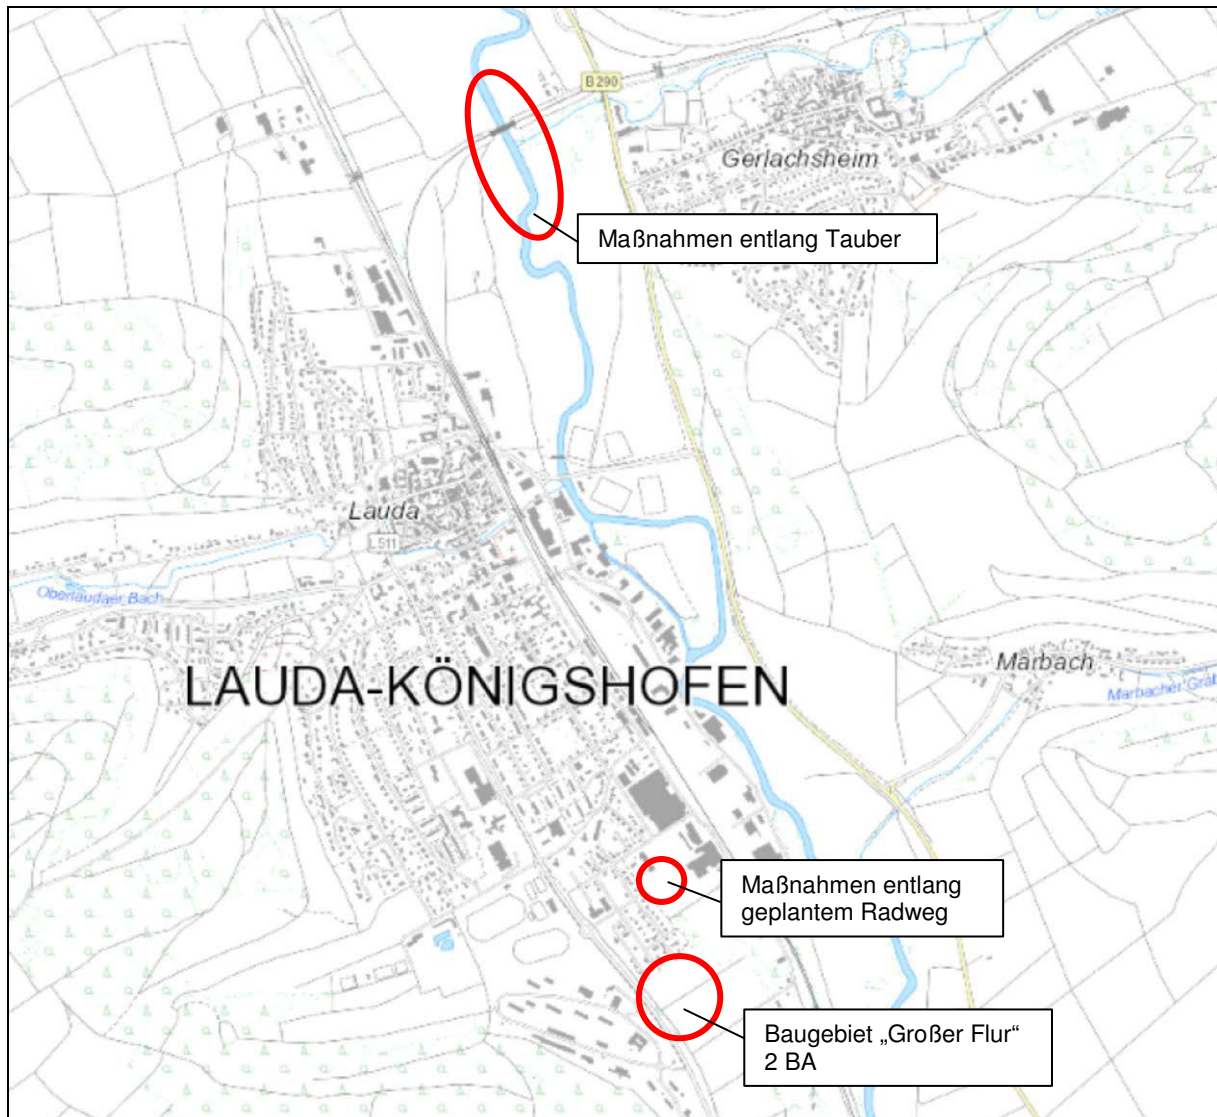 B 290
Gerlachsheim
Maßnahmen entlang Tauber
Lauda
L 511
Oberlaudaer Bach
LAUDA-KÖNIGSHOFEN
Marbach
Marbacher Grab
Maßnahmen entlang
geplantem Radweg
Baugebiet „Großer Flur“
2 BA